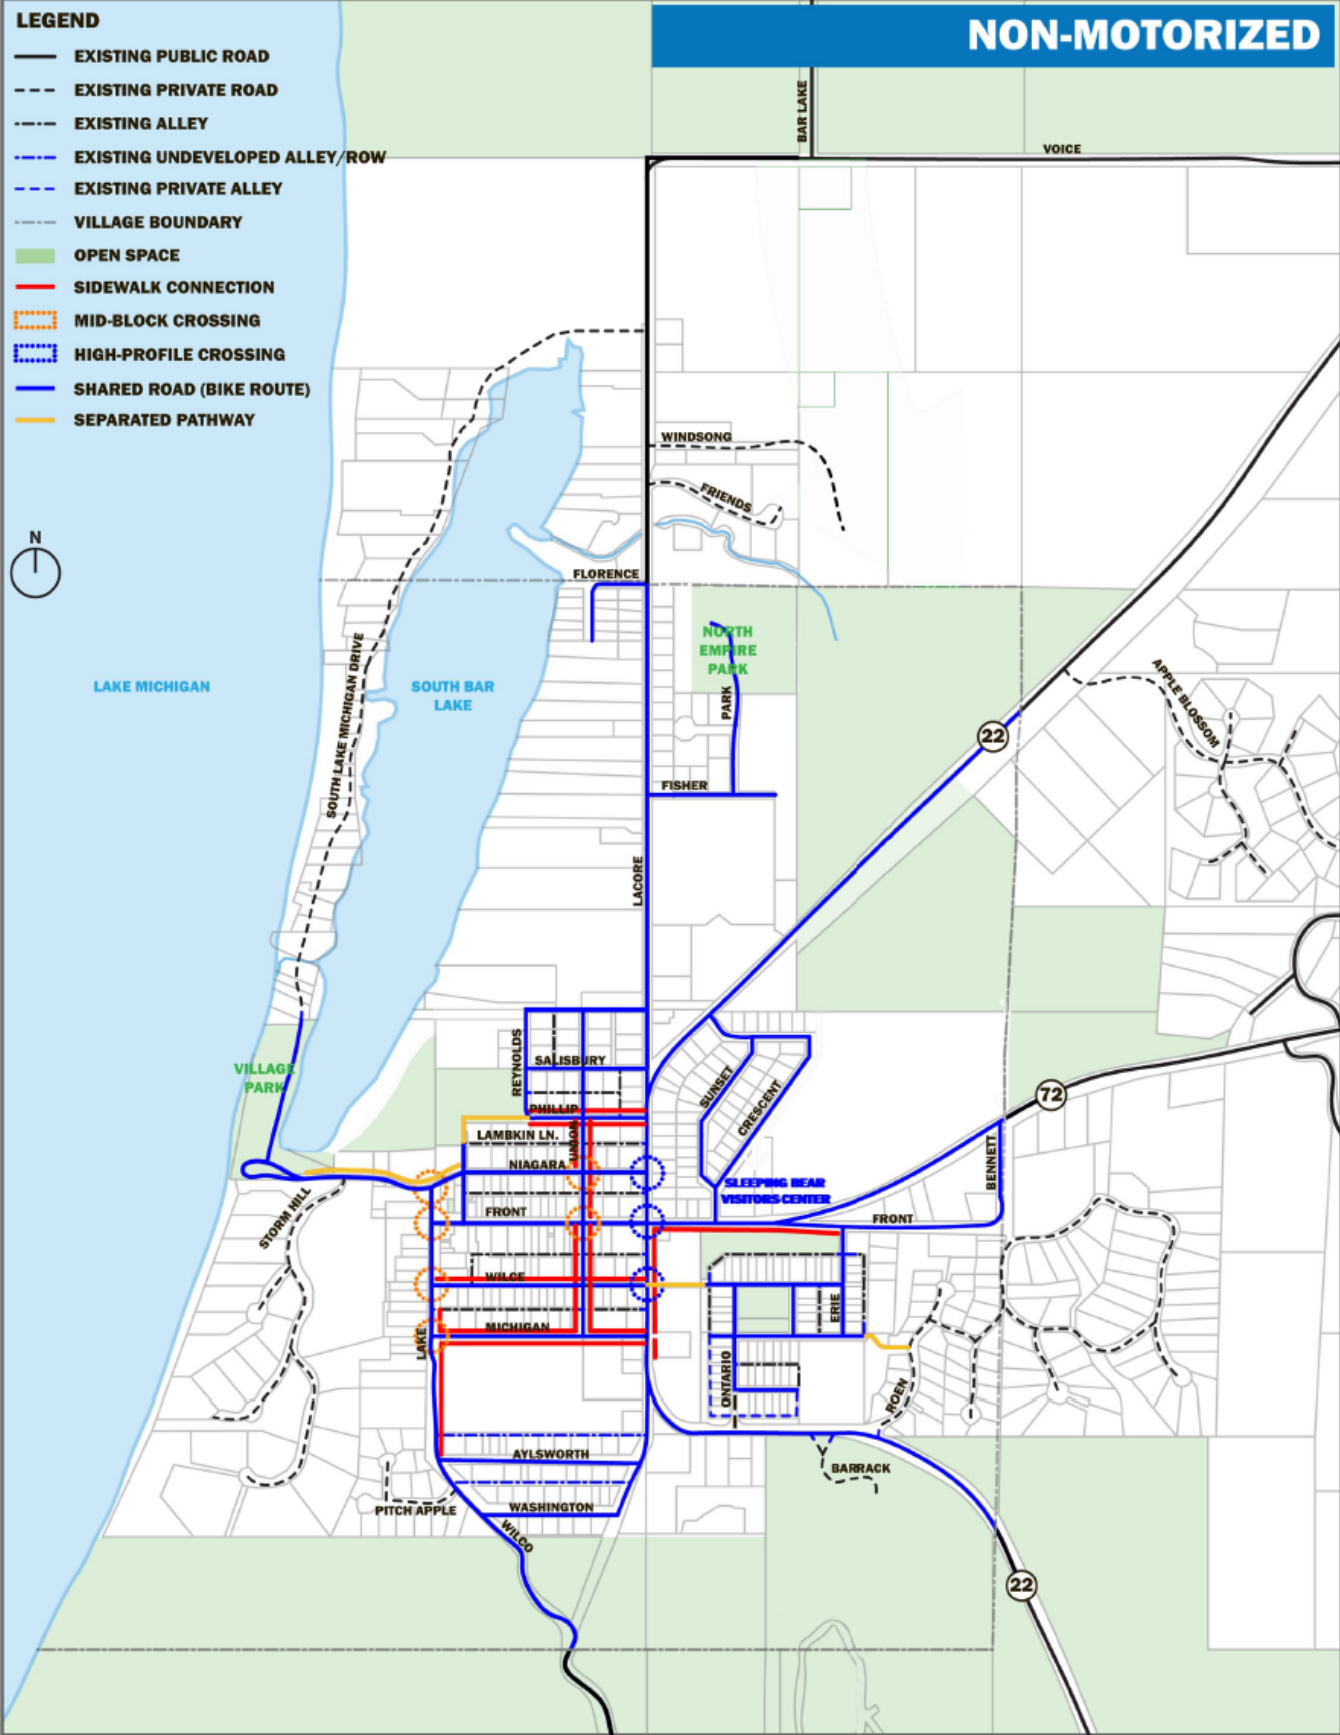 LEGEND
EXISTING PUBLIC ROAD
EXISTING PRIVATE ROAD
EXISTING ALLEY
EXISTING UNDEVELOPED ALLEY/ROW
EXISTING PRIVATE ALLEY
VILLAGE BOUNDARY
OPEN SPACE
SIDEWALK CONNECTION
MID-BLOCK CROSSING
HIGH-PROFILE CROSSING
SHARED ROAD (BIKE ROUTE)
SEPARATED PATHWAY
NON-MOTORIZED
BAR LAKE
VOICE
WINDSONG
FRIENDS
N
FLORENCE
NORTH
EMPIRE
PARK
SOUTH LAKE MICHIGAN DRIVE
LAKE MICHIGAN
SOUTH BAR
LAKE
PARK
APPLE BLOSSOM
22
FISHER
LACORE
REYNOLDS
SALISBURY
VILLAGE
PARK
SUNSET
CRESCENT
72
PHILLIP
LAMBKIN LN.
UNION
NIAGARA
BENNETT
SLEEPING BEAR
VISITORS CENTER
STORM HILL
FRONT
FRONT
WILCE
ERIE
MICHIGAN
LAKE
ONTARIO
ROEN
AYLSWORTH
BARRACK
PITCH APPLE
WASHINGTON
WILCO
22